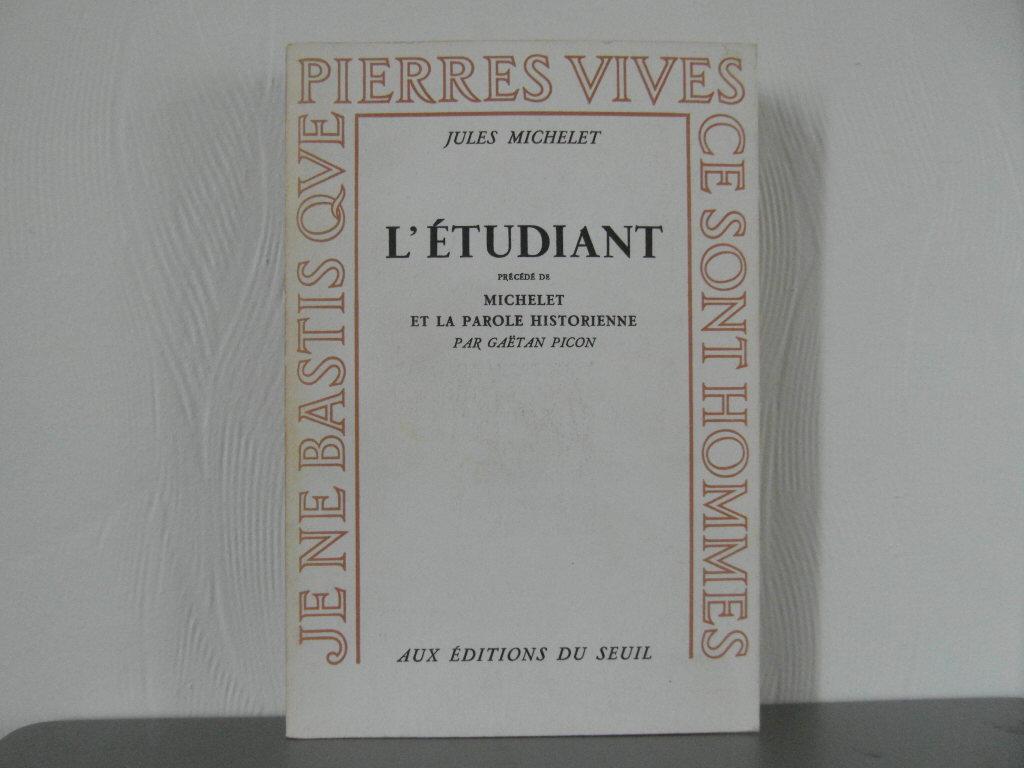 JE NE BASTIS QVE
PIERRES VIVES
CE SONT HOMMES
JULES MICHELET
L'ÉTUDIANT
PRÉCÉDÉ DE
MICHELET
ET LA PAROLE HISTORIENNE
PAR GAËTAN PICON
AUX ÉDITIONS DU SEUIL